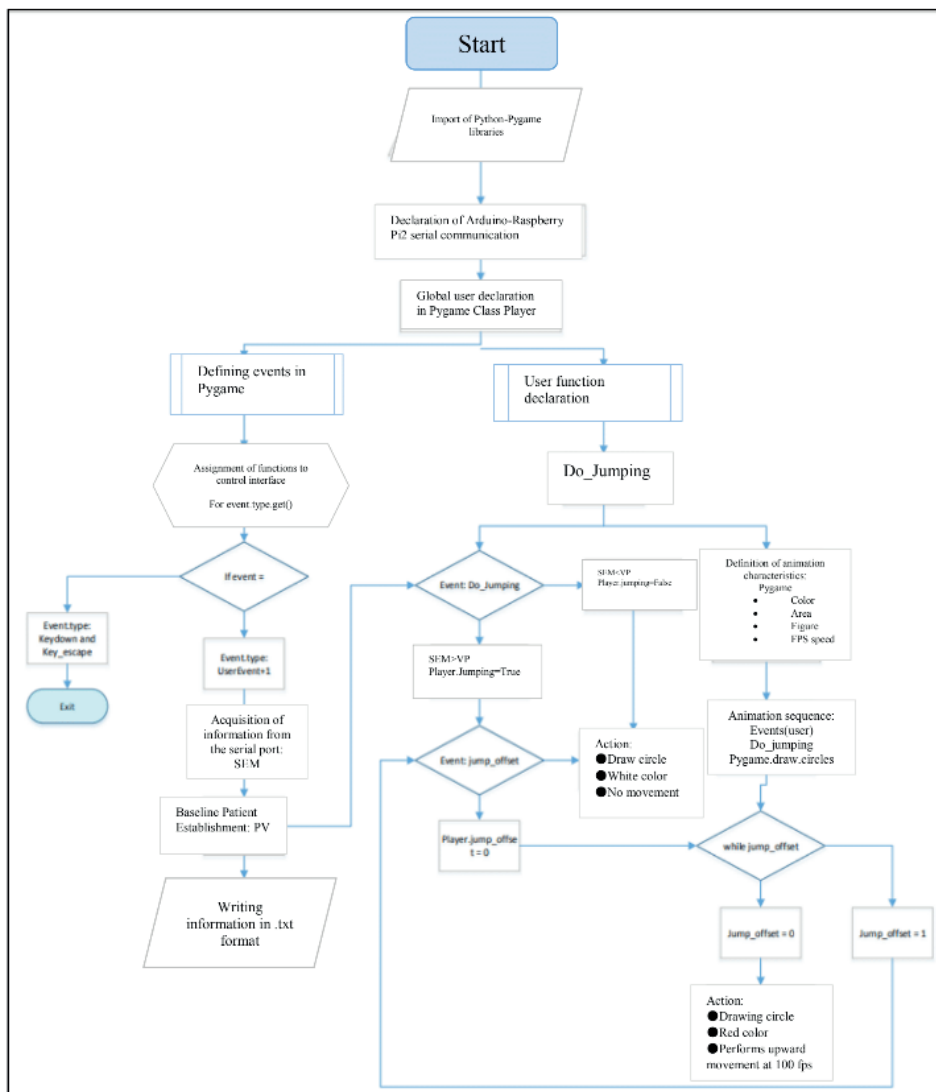 Start
Import of Python-Pygame
libraries
Declaration of Arduino-Raspberry
Pi2 serial communication
Global user declaration
in Pygame Class Player
Defining events in
Pygame
User function
declaration
Assignment of functions to
control interface
For event.type.get()
Do_Jumping
If event =
Event: Do_Jumping
SEM<VP
Player.jumping=False
Definition of animation
characteristics:
Pygame
• Color
• Area
• Figure
• FPS speed
Event.type:
Keydown and
Key_escape
Event.type:
UserEvent+1
SEM>VP
Player.Jumping=True
Exit
Acquisition of
information from
the serial port:
SEM
Animation sequence:
Events(user)
Do_jumping
Pygame.draw.circles
Event: jump_offset
Action:
●Draw circle
●White color
●No movement
Baseline Patient
Establishment: PV
Player.jump_offse
t = 0
while jump_offset
Writing
information in .txt
format
Jump_offset = 0
Jump_offset = 1
Action:
●Drawing circle
●Red color
●Performs upward
movement at 100 fps